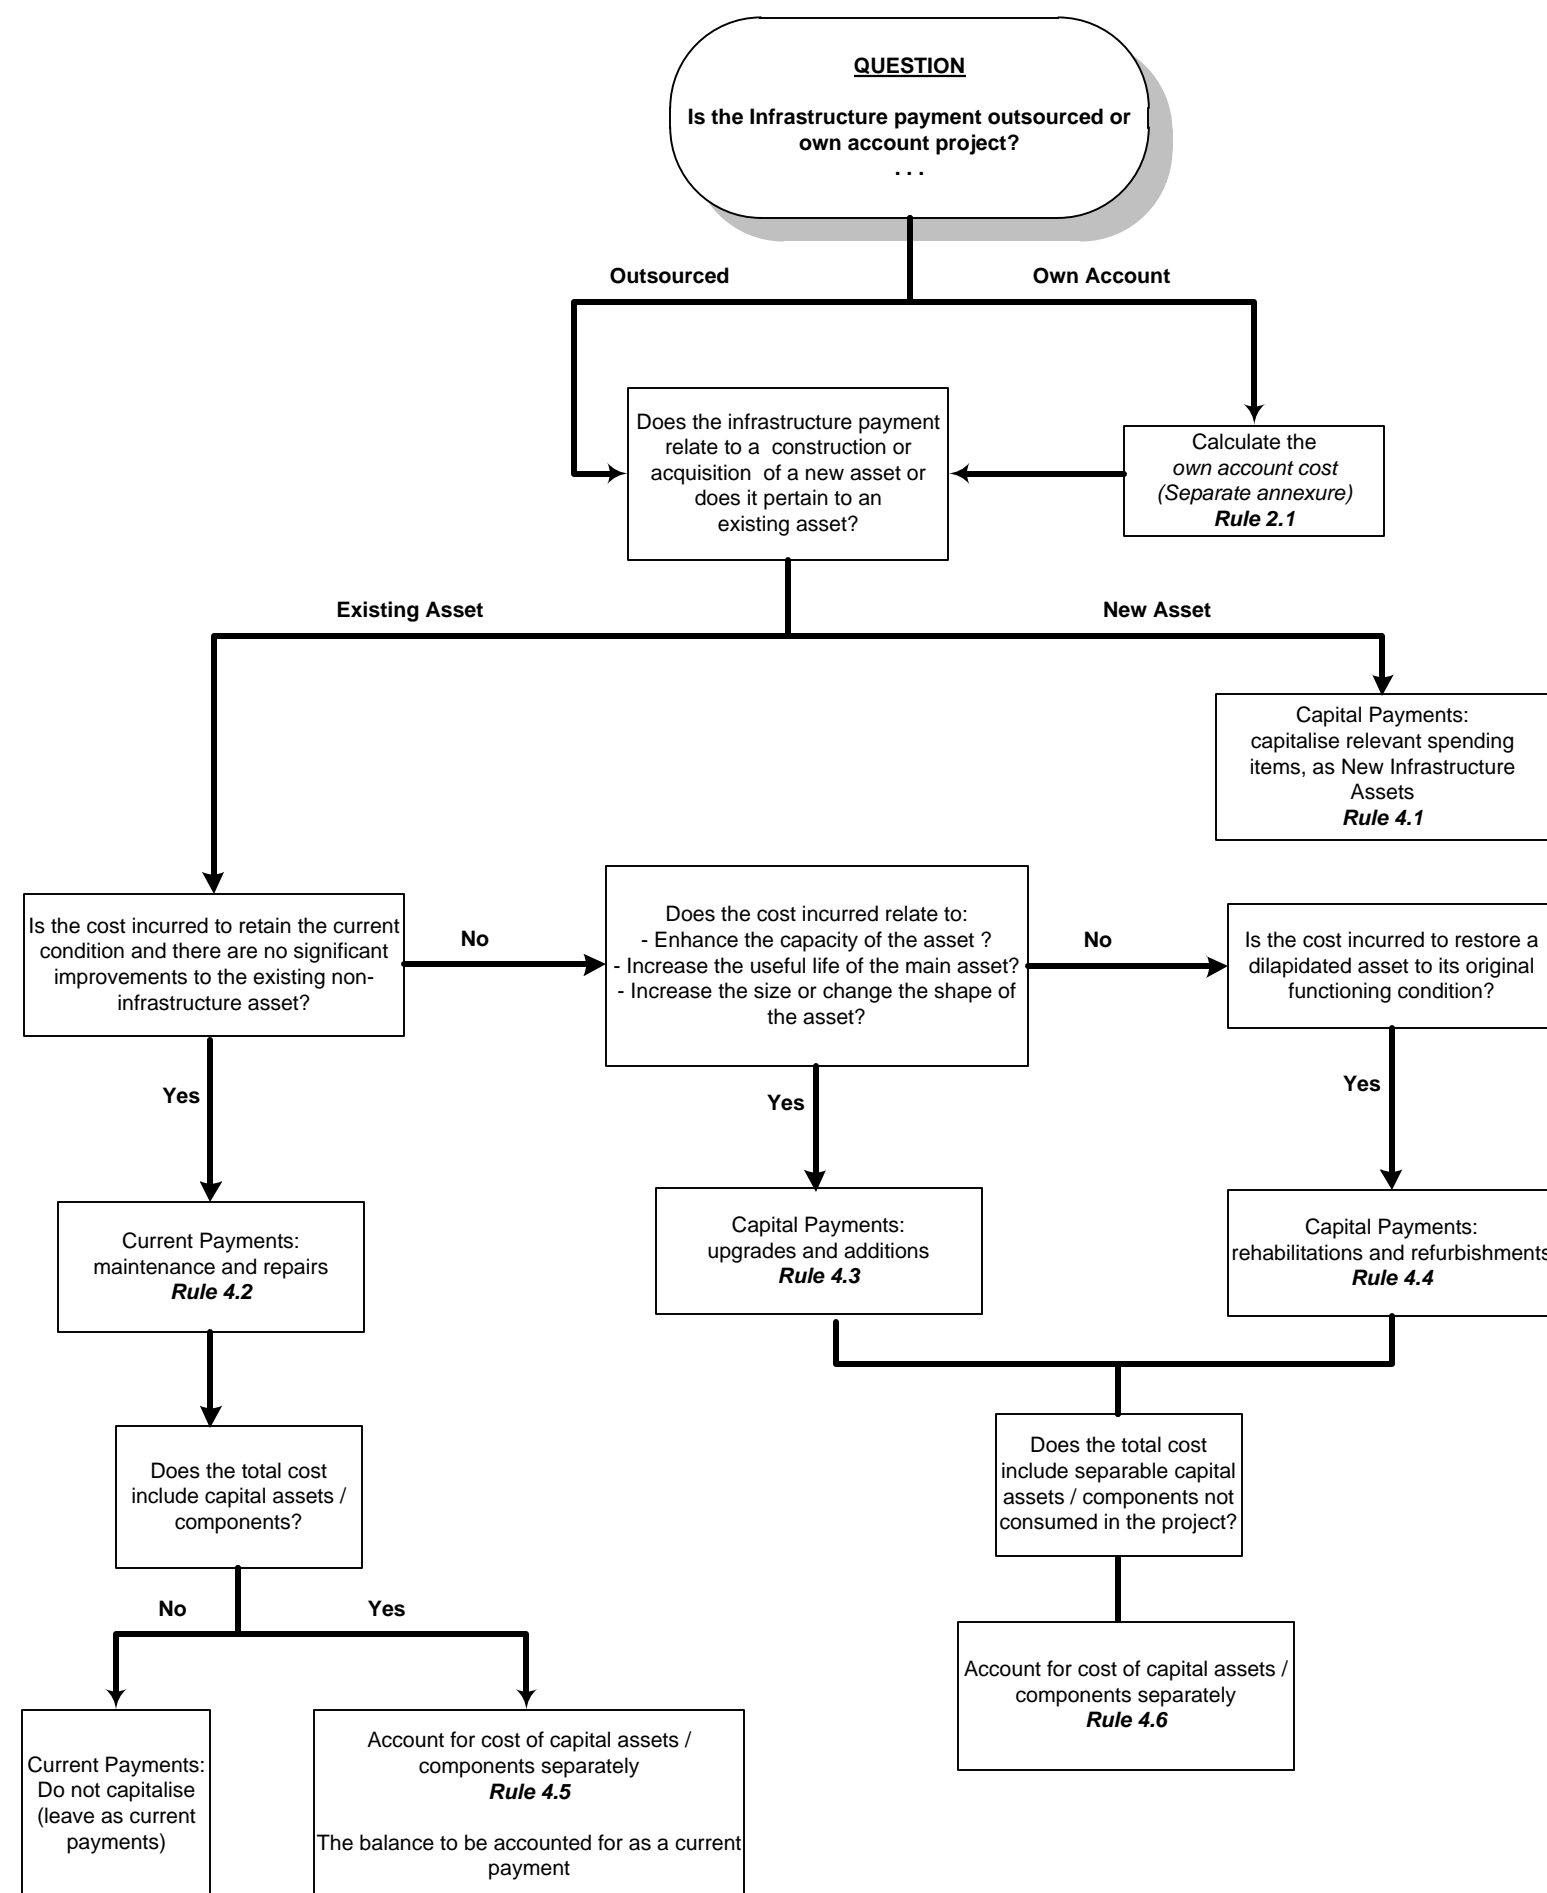 QUESTION
Is the Infrastructure payment outsourced or
own account project?
. . .
Outsourced
Own Account
Does the infrastructure payment
relate to a  construction or
acquisition  of a new asset or
does it pertain to an
existing asset?
Calculate the
own account cost
(Separate annexure)
Rule 2.1
Existing Asset
New Asset
Capital Payments:
capitalise relevant spending
items, as New Infrastructure
Assets
Rule 4.1
Is the cost incurred to retain the current
condition and there are no significant
improvements to the existing non-
infrastructure asset?
No
Does the cost incurred relate to:
- Enhance the capacity of the asset ?
- Increase the useful life of the main asset?
- Increase the size or change the shape of
the asset?
No
Is the cost incurred to restore a
dilapidated asset to its original
functioning condition?
Yes
Yes
Yes
Current Payments:
maintenance and repairs
Rule 4.2
Capital Payments:
upgrades and additions
Rule 4.3
Capital Payments:
rehabilitations and refurbishments
Rule 4.4
Does the total cost
include capital assets /
components?
Does the total cost
include separable capital
assets / components not
consumed in the project?
No
Yes
Account for cost of capital assets /
components separately
Rule 4.6
Current Payments:
Do not capitalise
(leave as current
payments)
Account for cost of capital assets /
components separately
Rule 4.5
The balance to be accounted for as a current
payment